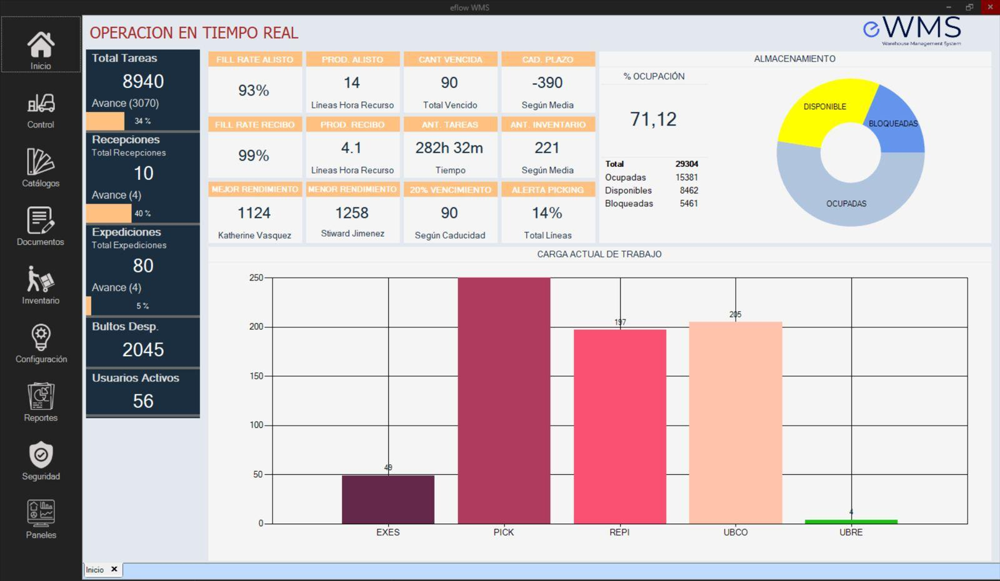 eflow WMS
OPERACION EN TIEMPO REAL
eWMS
Warehouse Management System
Inicio
Control
Catálogos
Documentos
Inventario
Configuración
Reportes
Seguridad
Paneles
Total Tareas
8940
Avance (3070)
34 %
Recepciones
Total Recepciones
10
Avance (4)
40 %
Expediciones
Total Expediciones
80
Avance (4)
5 %
Bultos Desp.
2045
Usuarios Activos
56
FILL RATE ALISTO
93%
PROD. ALISTO
14
Líneas Hora Recurso
CANT VENCIDA
90
Total Vencido
CAD. PLAZO
-390
Según Media
FILL RATE RECIBO
99%
PROD. RECIBO
4.1
Líneas Hora Recurso
ANT. TAREAS
282h 32m
Tiempo
ANT. INVENTARIO
221
Según Media
MEJOR RENDIMIENTO
1124
Katherine Vasquez
MENOR RENDIMIENTO
1258
Stiward Jimenez
20% VENCIMIENTO
90
Según Caducidad
ALERTA PICKING
14%
Total Líneas
ALMACENAMIENTO
% OCUPACIÓN
71,12
Total 29304
Ocupadas 15381
Disponibles 8462
Bloqueadas 5461
DISPONIBLE
BLOQUEADAS
OCUPADAS
CARGA ACTUAL DE TRABAJO
250
200
150
100
50
0
49
197
205
4
EXES
PICK
REPI
UBCO
UBRE
Inicio